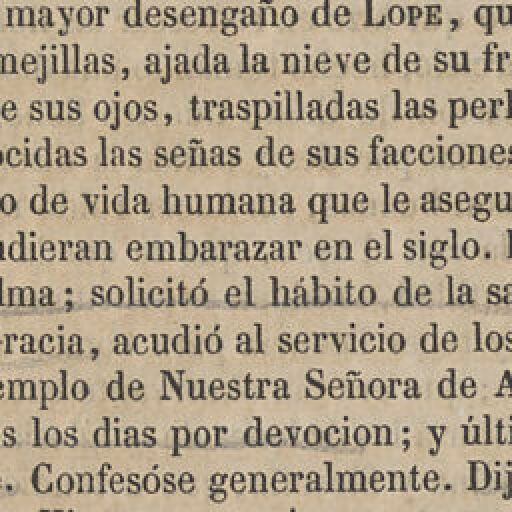 mayor desengaño de LOPE, qu
nejillas, ajada la nieve de su fr
e sus ojos, traspilladas las perl
ocidas las señas de sus facciones
o de vida humana que le asegu
udieran embarazar en el siglo.
lma; solicitó el hábito de la sa
racia, acudió al servicio de los
emplo de Nuestra Señora de A
s los dias por devocion; y últi
. Confesóse generalmente. Dij